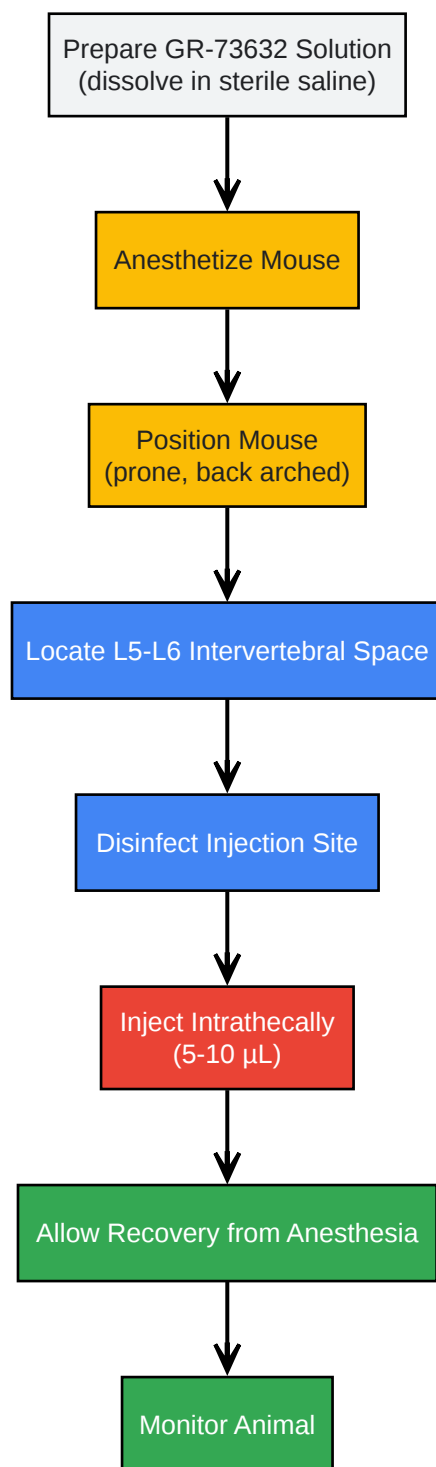 Prepare GR-73632 Solution
(dissolve in sterile saline)
Anesthetize Mouse
Position Mouse
(prone, back arched)
Locate L5-L6 Intervertebral Space
Disinfect Injection Site
Inject Intrathecally
(5-10 µL)
Allow Recovery from Anesthesia
Monitor Animal